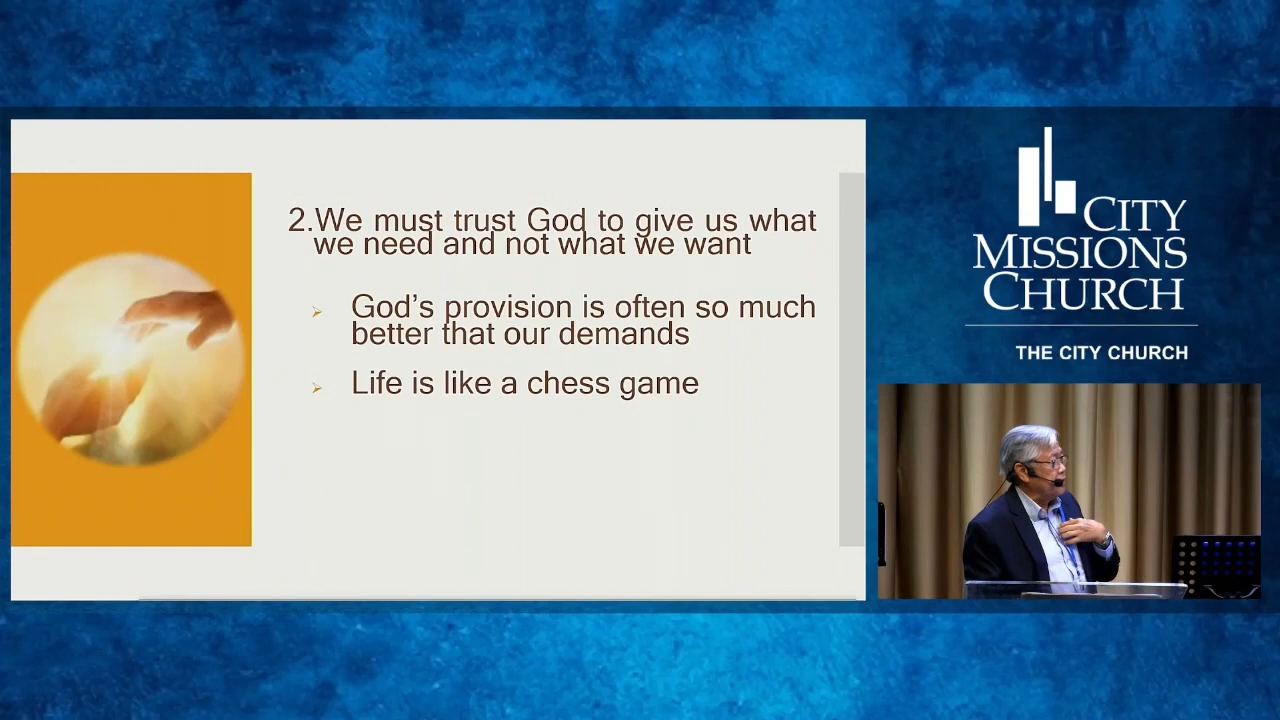 2.We must trust God to give us what
we need and not what we want
God's provision is often so much
better that our demands
Life is like a chess game
CITY
MISSIONS
CHURCH
THE CITY CHURCH